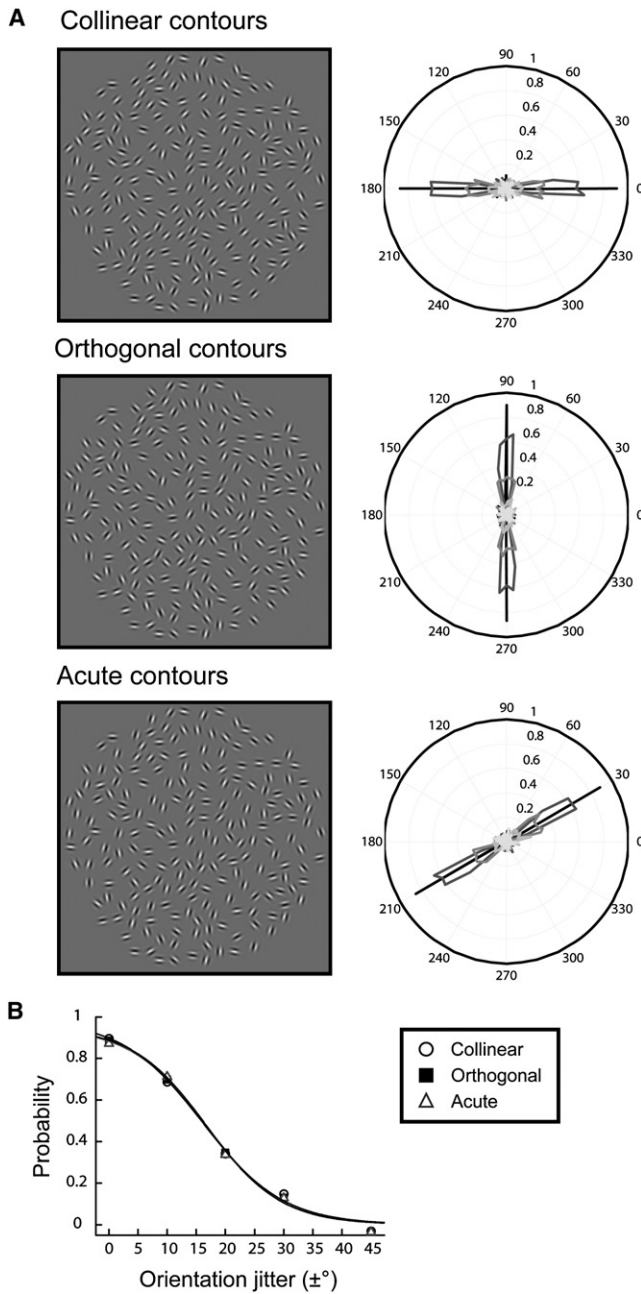 A
Collinear contours
90
120 1 60
0.8
0.6
150 0.4 30
0.2
180 0
210 330
240 300
270
Orthogonal contours
90
120 1 60
0.8
0.6
150 0.4 30
0.2
180 0
210 330
240 300
270
Acute contours
90
120 1 60
0.8
0.6
150 0.4 30
0.2
180 0
210 330
240 300
270
B
1
0.8
0.6
0.4
0.2
0
Probability
0 5 10 15 20 25 30 35 40 45
Orientation jitter (±°)
Collinear
Orthogonal
Acute